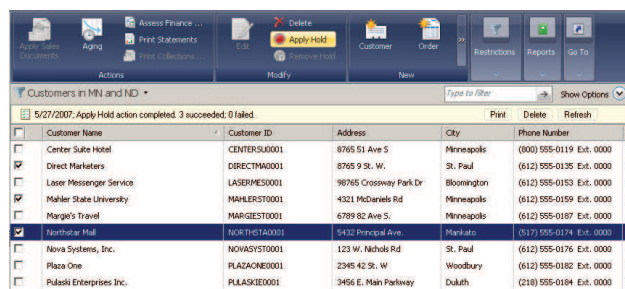 Assess Finance ...
Delete
Print Statements
Apply Hold
Apply Sales Documents
Aging
Print Collections ...
Edit
Remove Hold
Customer
Order
»
Restrictions
Reports
Go To
Actions
Modify
New
Customers in MN and ND
Type to filter
Show Options
5/27/2007; Apply Hold action completed. 3 succeeded; 0 failed.
Print Delete Refresh
Customer Name Customer ID Address City Phone Number
Center Suite Hotel CENTERSU0001 8765 51 Ave S Minneapolis (800) 555-0119 Ext. 0000
Direct Marketers DIRECTMA0001 8765 9 St. W. St. Paul (612) 555-0135 Ext. 0000
Laser Messenger Service LASERMES0001 98765 Crossway Park Dr Bloomington (612) 555-0153 Ext. 0000
Mahler State University MAHLERST0001 4321 McDaniels Rd Minneapolis (612) 555-0159 Ext. 0000
Margie's Travel MARGIEST0001 6789 82 Ave S. Minneapolis (612) 555-0187 Ext. 0000
Northstar Mall NORTHSTA0001 5432 Principal Ave. Mankato (517) 555-0174 Ext. 0000
Nova Systems, Inc. NOVASYST0001 123 W. Nichols Rd St. Paul (612) 555-0176 Ext. 0000
Plaza One PLAZAONE0001 2345 42 St. W Woodbury (612) 555-0182 Ext. 0000
Pulaski Enterprises Inc. PULASKIE0001 3456 E. Main Parkway Duluth (218) 555-0184 Ext. 0000